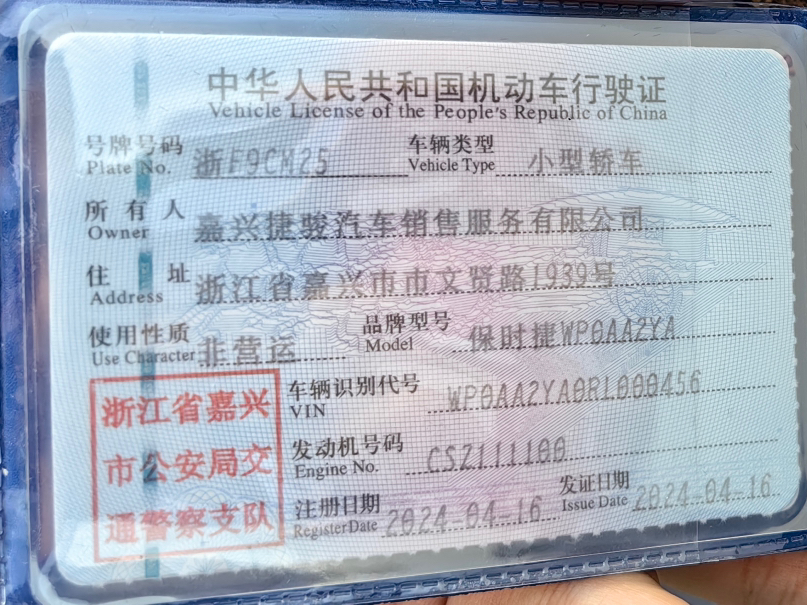 中华人民共和国机动车行驶证
Vehicle License of the People's Republic of China
号牌号码 浙F9CM25 车辆类型 小型轿车
Plate No. Vehicle Type
所有人 嘉兴捷骏汽车销售服务有限公司
Owner
住址 浙江省嘉兴市市文贤路1939号
Address
使用性质 非营运 品牌型号 保时捷WP0AA2YA
Use Character Model
浙江省嘉兴
市公安局交
通警察支队
车辆识别代号 WP0AA2YA0RL000456
VIN
发动机号码 CSZ111100
Engine No.
注册日期 2024-04-16 发证日期 2024-04-16
Register Date Issue Date